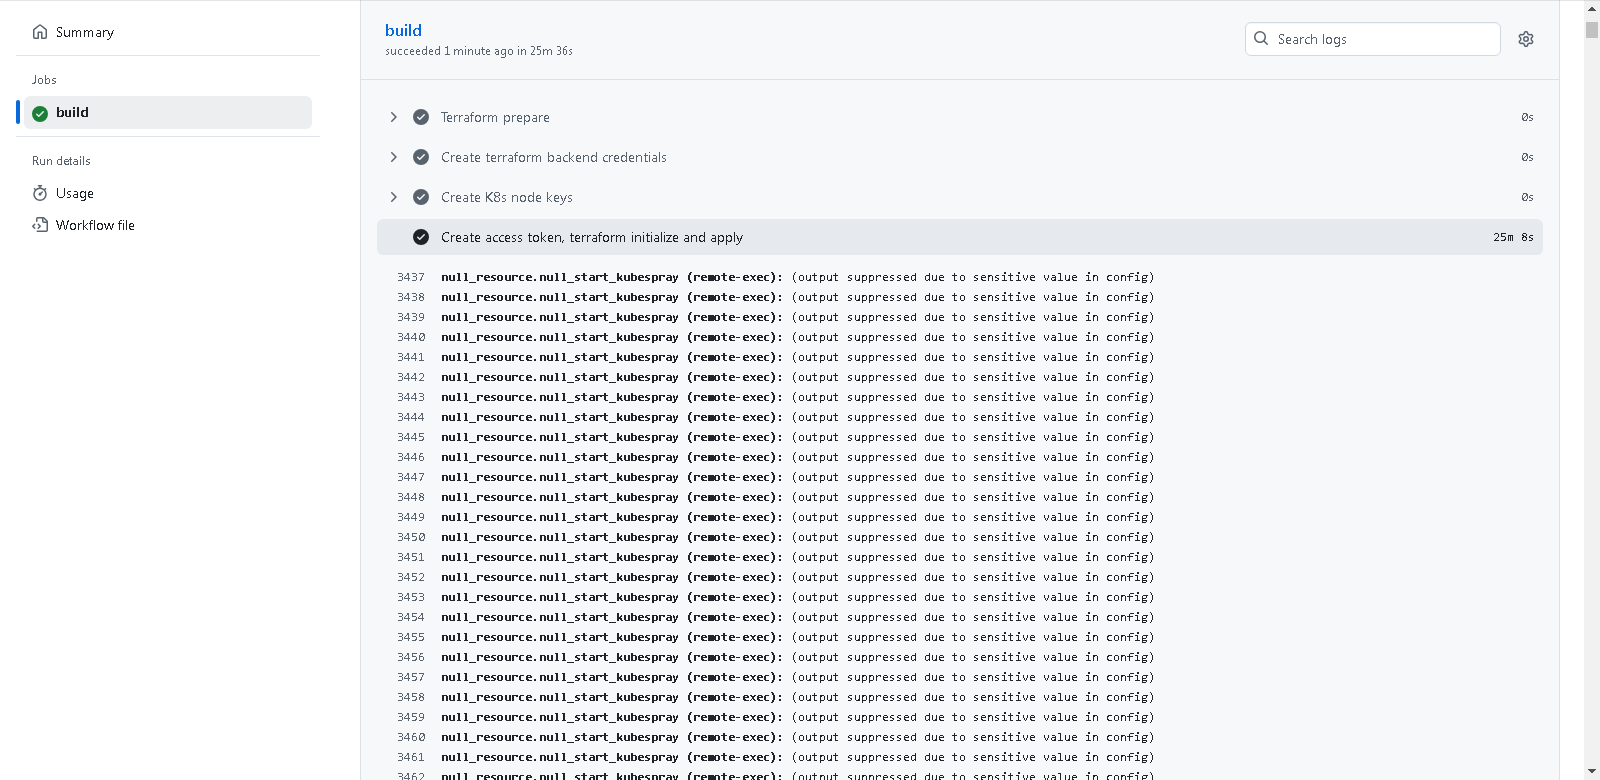 Summary
Jobs
build
Run details
Usage
Workflow file
build
succeeded 1 minute ago in 25m 36s
Search logs
Terraform prepare 0s
Create terraform backend credentials 0s
Create K8s node keys 0s
Create access token, terraform initialize and apply 25m 8s
3437 null_resource.null_start_kubespray (remote-exec): (output suppressed due to sensitive value in config)
3438 null_resource.null_start_kubespray (remote-exec): (output suppressed due to sensitive value in config)
3439 null_resource.null_start_kubespray (remote-exec): (output suppressed due to sensitive value in config)
3440 null_resource.null_start_kubespray (remote-exec): (output suppressed due to sensitive value in config)
3441 null_resource.null_start_kubespray (remote-exec): (output suppressed due to sensitive value in config)
3442 null_resource.null_start_kubespray (remote-exec): (output suppressed due to sensitive value in config)
3443 null_resource.null_start_kubespray (remote-exec): (output suppressed due to sensitive value in config)
3444 null_resource.null_start_kubespray (remote-exec): (output suppressed due to sensitive value in config)
3445 null_resource.null_start_kubespray (remote-exec): (output suppressed due to sensitive value in config)
3446 null_resource.null_start_kubespray (remote-exec): (output suppressed due to sensitive value in config)
3447 null_resource.null_start_kubespray (remote-exec): (output suppressed due to sensitive value in config)
3448 null_resource.null_start_kubespray (remote-exec): (output suppressed due to sensitive value in config)
3449 null_resource.null_start_kubespray (remote-exec): (output suppressed due to sensitive value in config)
3450 null_resource.null_start_kubespray (remote-exec): (output suppressed due to sensitive value in config)
3451 null_resource.null_start_kubespray (remote-exec): (output suppressed due to sensitive value in config)
3452 null_resource.null_start_kubespray (remote-exec): (output suppressed due to sensitive value in config)
3453 null_resource.null_start_kubespray (remote-exec): (output suppressed due to sensitive value in config)
3454 null_resource.null_start_kubespray (remote-exec): (output suppressed due to sensitive value in config)
3455 null_resource.null_start_kubespray (remote-exec): (output suppressed due to sensitive value in config)
3456 null_resource.null_start_kubespray (remote-exec): (output suppressed due to sensitive value in config)
3457 null_resource.null_start_kubespray (remote-exec): (output suppressed due to sensitive value in config)
3458 null_resource.null_start_kubespray (remote-exec): (output suppressed due to sensitive value in config)
3459 null_resource.null_start_kubespray (remote-exec): (output suppressed due to sensitive value in config)
3460 null_resource.null_start_kubespray (remote-exec): (output suppressed due to sensitive value in config)
3461 null_resource.null_start_kubespray (remote-exec): (output suppressed due to sensitive value in config)
3462 null_resource.null_start_kubespray (remote-exec): (output suppressed due to sensitive value in config)